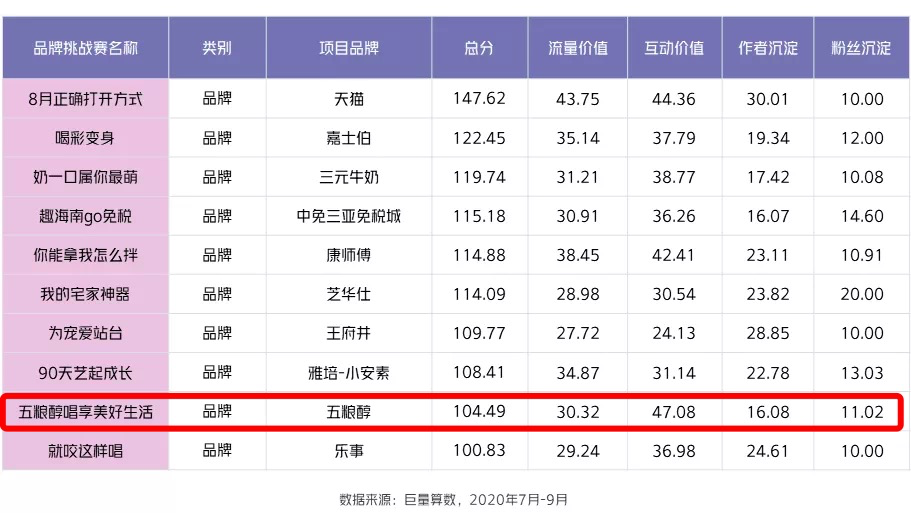 品牌挑战赛名称 类别 项目品牌 总分 流量价值 互动价值 作者沉淀 粉丝沉淀
8月正确打开方式 品牌 天猫 147.62 43.75 44.36 30.01 10.00
喝彩变身 品牌 嘉士伯 122.45 35.14 37.79 19.34 12.00
奶一口属你最萌 品牌 三元牛奶 119.74 31.21 38.77 17.42 10.08
趣海南go免税 品牌 中免三亚免税城 115.18 30.91 36.26 16.07 14.60
你能拿我怎么拌 品牌 康师傅 114.88 38.45 42.41 23.11 10.91
我的宅家神器 品牌 芝华仕 114.09 28.98 30.54 23.82 20.00
为宠爱站台 品牌 王府井 109.77 27.72 24.13 28.85 10.00
90天艺起成长 品牌 雅培-小安素 108.41 34.87 31.14 22.78 13.03
五粮醇唱享美好生活 品牌 五粮醇 104.49 30.32 47.08 16.08 11.02
就咬这样唱 品牌 乐事 100.83 29.24 36.98 24.61 10.00
数据来源：巨量算数，2020年7月-9月